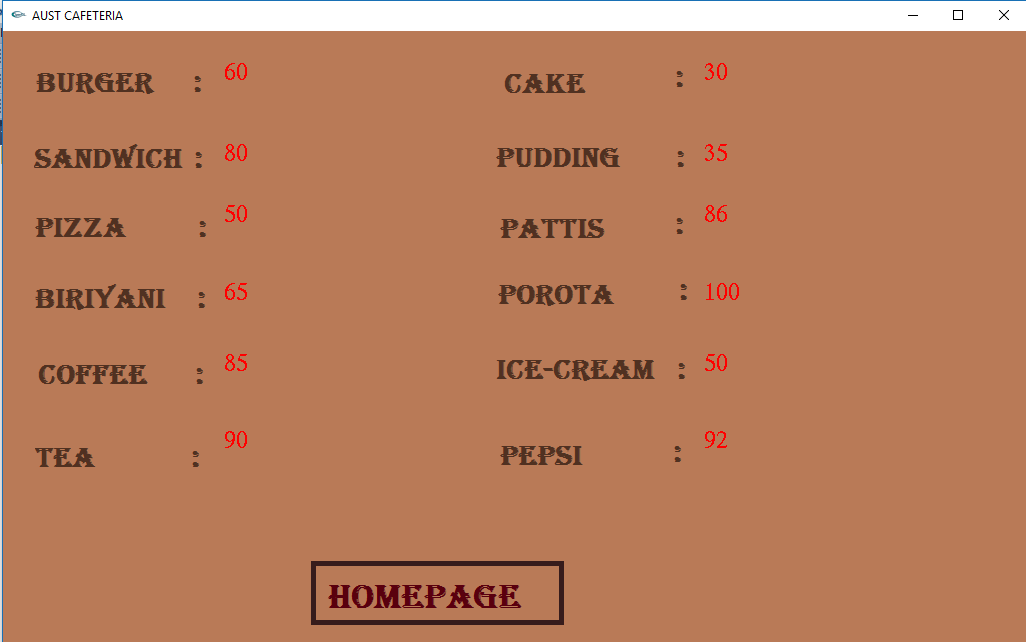 AUST CAFETERIA
BURGER : 60
CAKE : 30
SANDWICH : 80
PUDDING : 35
PIZZA : 50
PATTIS : 86
BIRIYANI : 65
POROTA : 100
COFFEE : 85
ICE-CREAM : 50
TEA : 90
PEPSI : 92
HOMEPAGE